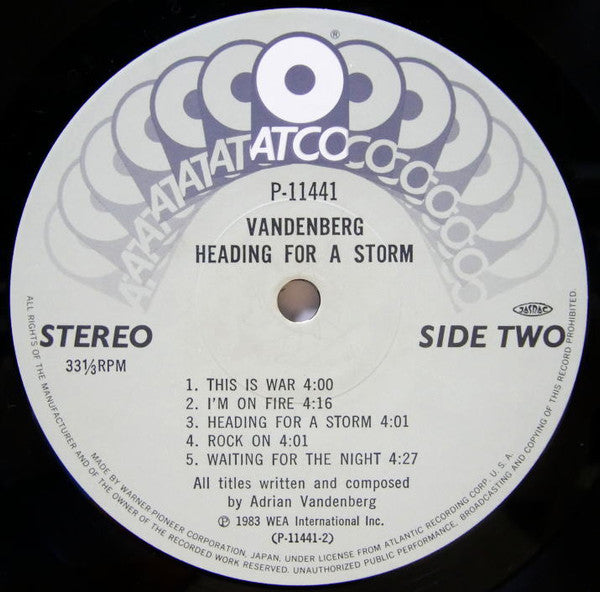 ®
ATATATATATATCOCOCOCOCO
P-11441
VANDENBERG
HEADING FOR A STORM
JASRAC
STEREO
SIDE TWO
33⅓RPM
1. THIS IS WAR 4:00
2. I'M ON FIRE 4:16
3. HEADING FOR A STORM 4:01
4. ROCK ON 4:01
5. WAITING FOR THE NIGHT 4:27
All titles written and composed
by Adrian Vandenberg
Ⓟ 1983 WEA International Inc.
(P-11441-2)
MADE BY WARNER-PIONEER CORPORATION, JAPAN, UNDER LICENSE FROM ATLANTIC RECORDING CORP. U.S.A.
ALL RIGHTS OF THE MANUFACTURER AND OF THE OWNER OF THE RECORDED WORK RESERVED. UNAUTHORIZED PUBLIC PERFORMANCE, BROADCASTING AND COPYING OF THIS RECORD PROHIBITED.